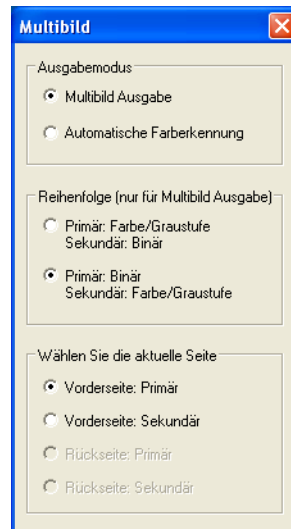 Multibild
Ausgabemodus
Multibild Ausgabe
Automatische Farberkennung
Reihenfolge (nur für Multibild Ausgabe)
Primär: Farbe/Graustufe
Sekundär: Binär
Primär: Binär
Sekundär: Farbe/Graustufe
Wählen Sie die aktuelle Seite
Vorderseite: Primär
Vorderseite: Sekundär
Rückseite: Primär
Rückseite: Sekundär